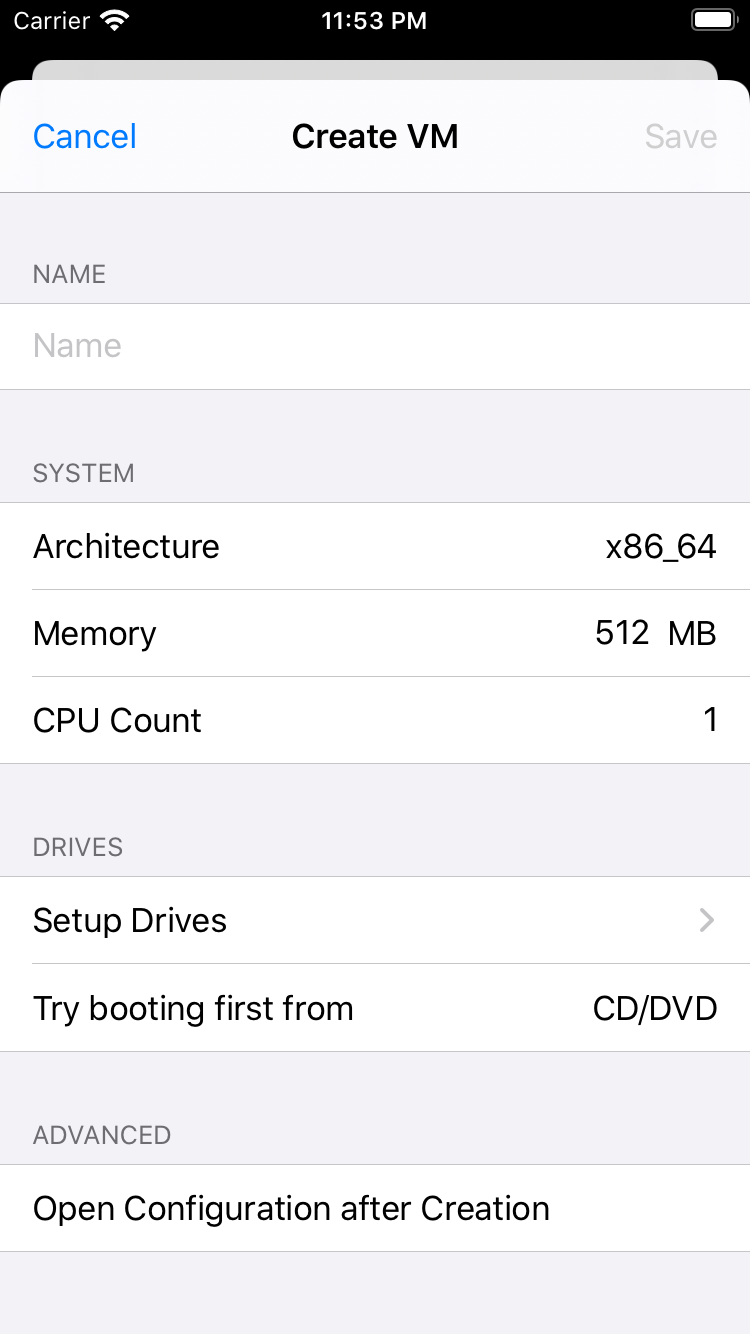 Carrier 11:53 PM
Cancel Create VM Save
NAME
Name
SYSTEM
Architecture x86_64
Memory 512 MB
CPU Count 1
DRIVES
Setup Drives
Try booting first from CD/DVD
ADVANCED
Open Configuration after Creation